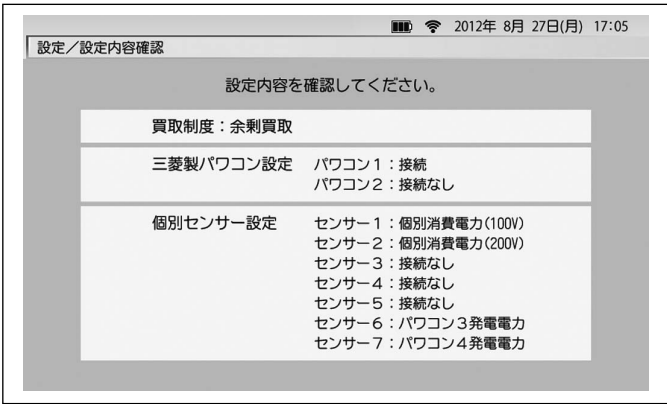 2012年 8月 27日(月) 17:05
設定／設定内容確認
設定内容を確認してください。
買取制度：余剰買取
三菱製パワコン設定 パワコン１：接続
パワコン２：接続なし
個別センサー設定 センサー１：個別消費電力(100V)
センサー２：個別消費電力(200V)
センサー３：接続なし
センサー４：接続なし
センサー５：接続なし
センサー６：パワコン３発電電力
センサー７：パワコン４発電電力